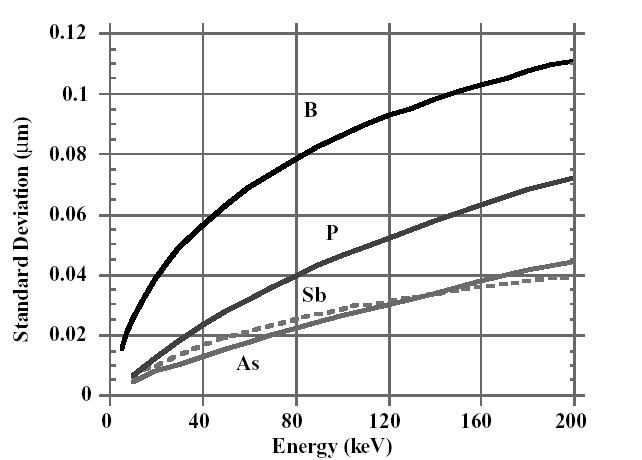 0.12
0.1
0.08
0.06
0.04
0.02
0
Standard Deviation (μm)
B
P
Sb
As
0 40 80 120 160 200
Energy (keV)